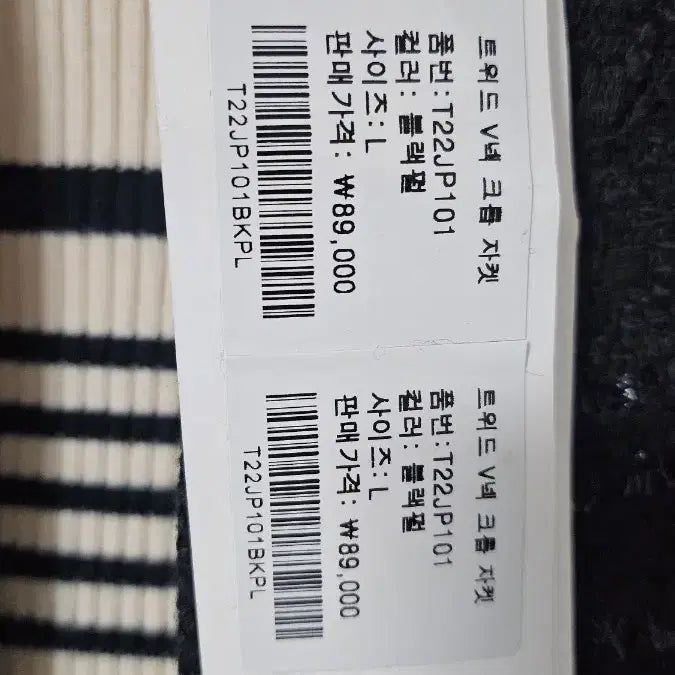 트위드 V넥 크롭 자켓
품번:T22JP101
컬러: 블랙펄
사이즈:L
판매가격: ₩89,000
T22JP101BKPL
트위드 V넥 크롭 자켓
품번:T22JP101
컬러: 블랙펄
사이즈:L
판매가격: ₩89,000
T22JP101BKPL